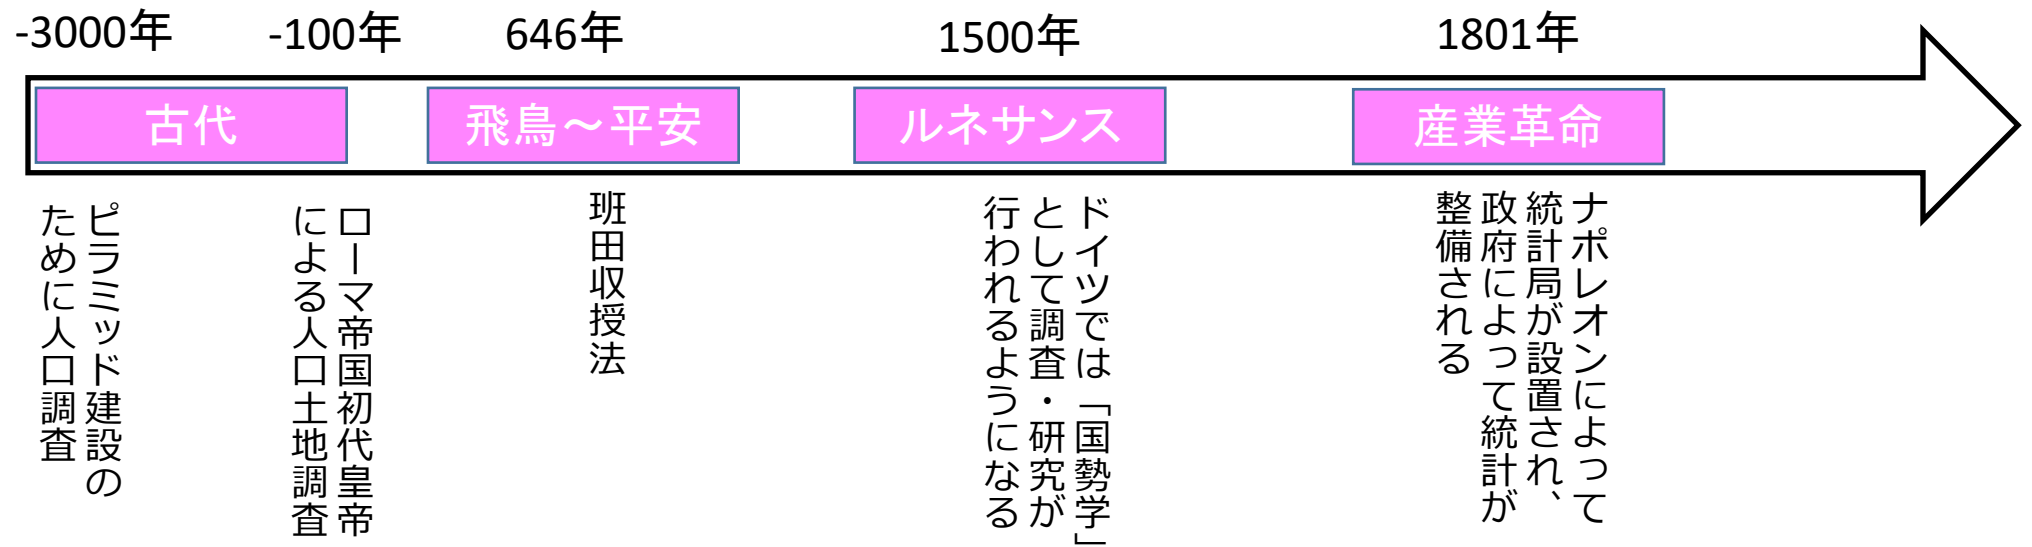 -3000年
-100年
646年
1500年
1801年
古代
飛鳥～平安
ルネサンス
産業革命
ピラミッド建設の
ために人口調査
ローマ帝国初代皇帝
による人口土地調査
班田収授法
ドイツでは「国勢学」
として調査・研究が
行われるようになる
ナポレオンによって
統計局が設置され、
政府によって統計が
整備される